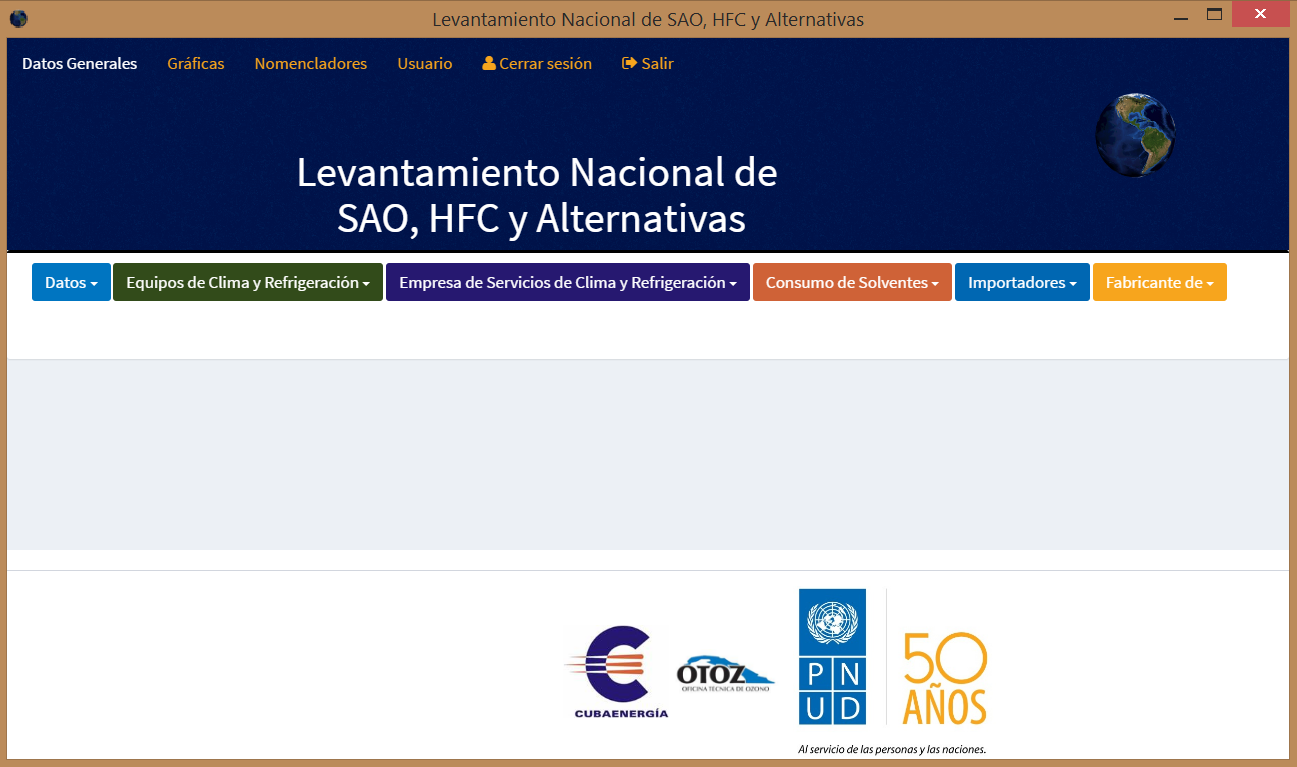 Levantamiento Nacional de SAO, HFC y Alternativas
Datos Generales Gráficas Nomencladores Usuario Cerrar sesión Salir
Levantamiento Nacional de
SAO, HFC y Alternativas
Datos Equipos de Clima y Refrigeración Empresa de Servicios de Clima y Refrigeración Consumo de Solventes Importadores Fabricante de
CUBAENERGÍA
OTOZ
OFICINA TECNICA DE OZONO
P N
U D
50
AÑOS
Al servicio de las personas y las naciones.